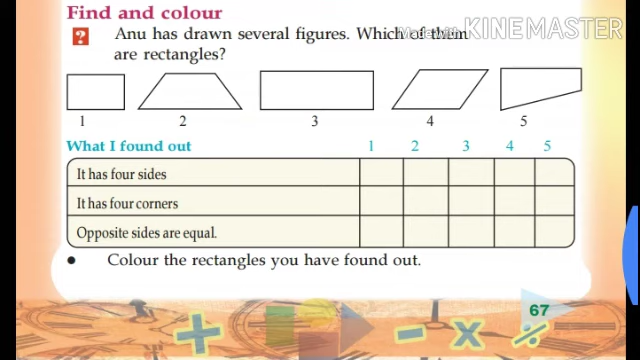 Find and colour
? Anu has drawn several figures. Which of them
KINEMASTER
are rectangles?
1 2 3 4 5
What I found out 1 2 3 4 5
It has four sides
It has four corners
Opposite sides are equal.
• Colour the rectangles you have found out.
67
+ - x ÷